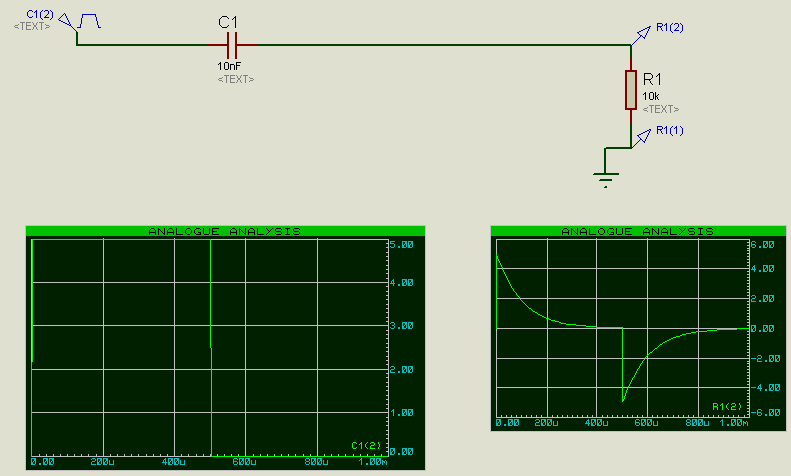 C1(2)
<TEXT>
C1
10nF
<TEXT>
R1(2)
R1
10k
<TEXT>
R1(1)
ANALOGUE ANALYSIS
5.00
4.00
3.00
2.00
1.00
C1(2)
0.00
0.00 200u 400u 600u 800u 1.00m
ANALOGUE ANALYSIS
6.00
4.00
2.00
0.00
-2.00
-4.00
R1(2)
-6.00
0.00 200u 400u 600u 800u 1.00m